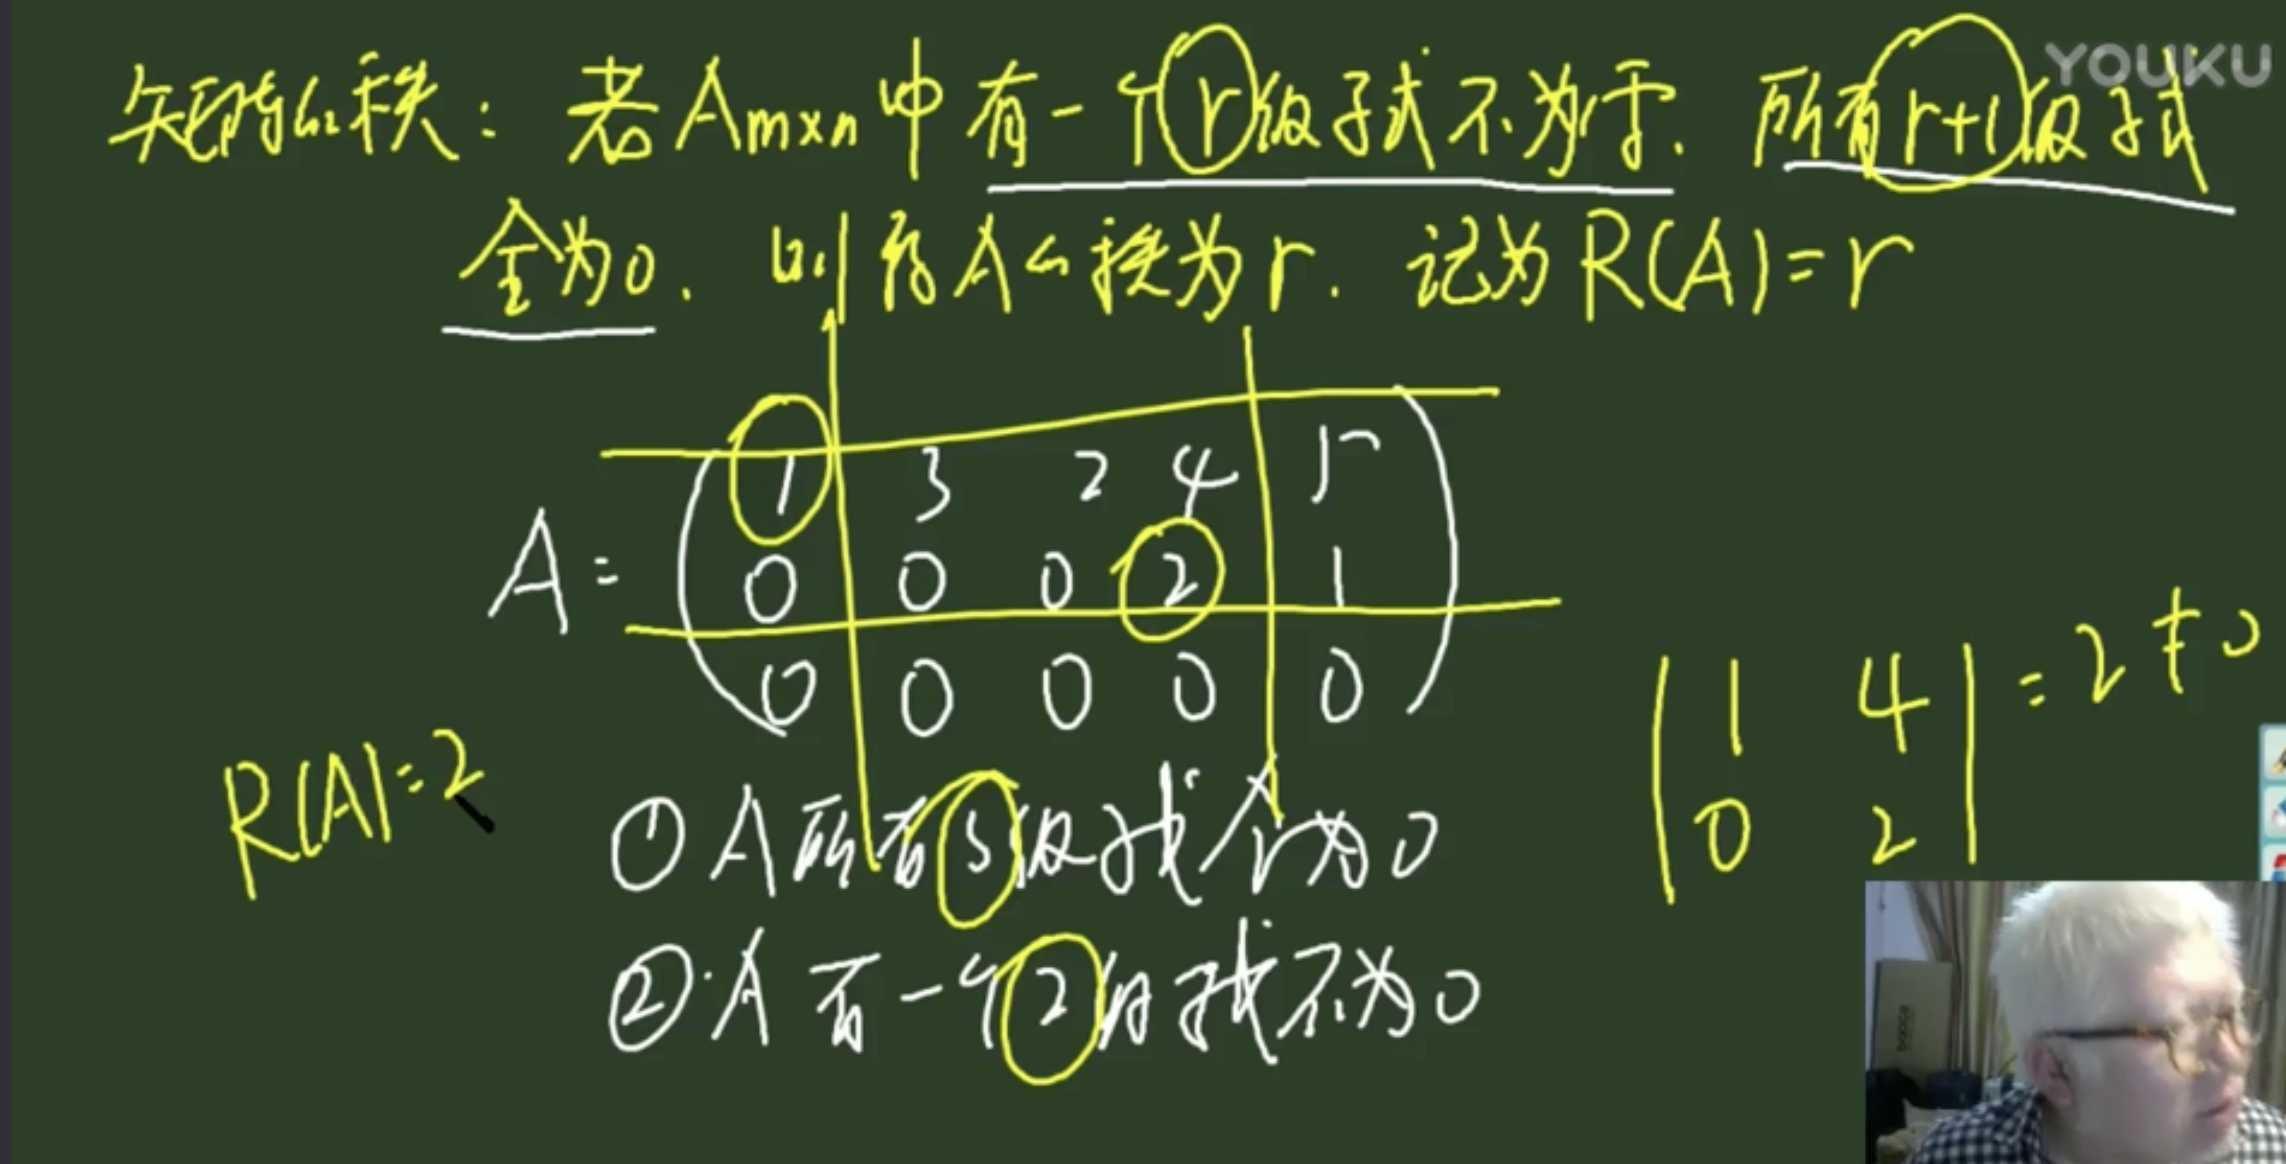 YOUKU
矩阵的秩：若Am×n中有一个r级子式不为于. 所有r+1级子式
全为0. 则称A的秩为r. 记为R(A)=r
A=
1 3 2 4 5
0 0 0 2 1
0 0 0 0 0
|1 4| =2≠0
|0 2|
R(A)=2
①A所有3级子式全为0
②.A有一个2级子式不为0